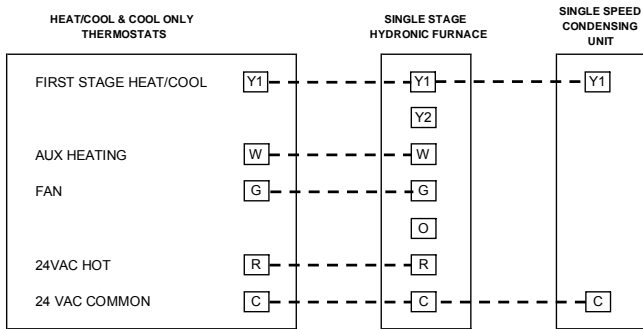 HEAT/COOL & COOL ONLY
THERMOSTATS
SINGLE STAGE
HYDRONIC FURNACE
SINGLE SPEED
CONDENSING
UNIT
FIRST STAGE HEAT/COOL Y1 Y1 Y1
Y2
AUX HEATING W W
FAN G G
O
24VAC HOT R R
24 VAC COMMON C C C